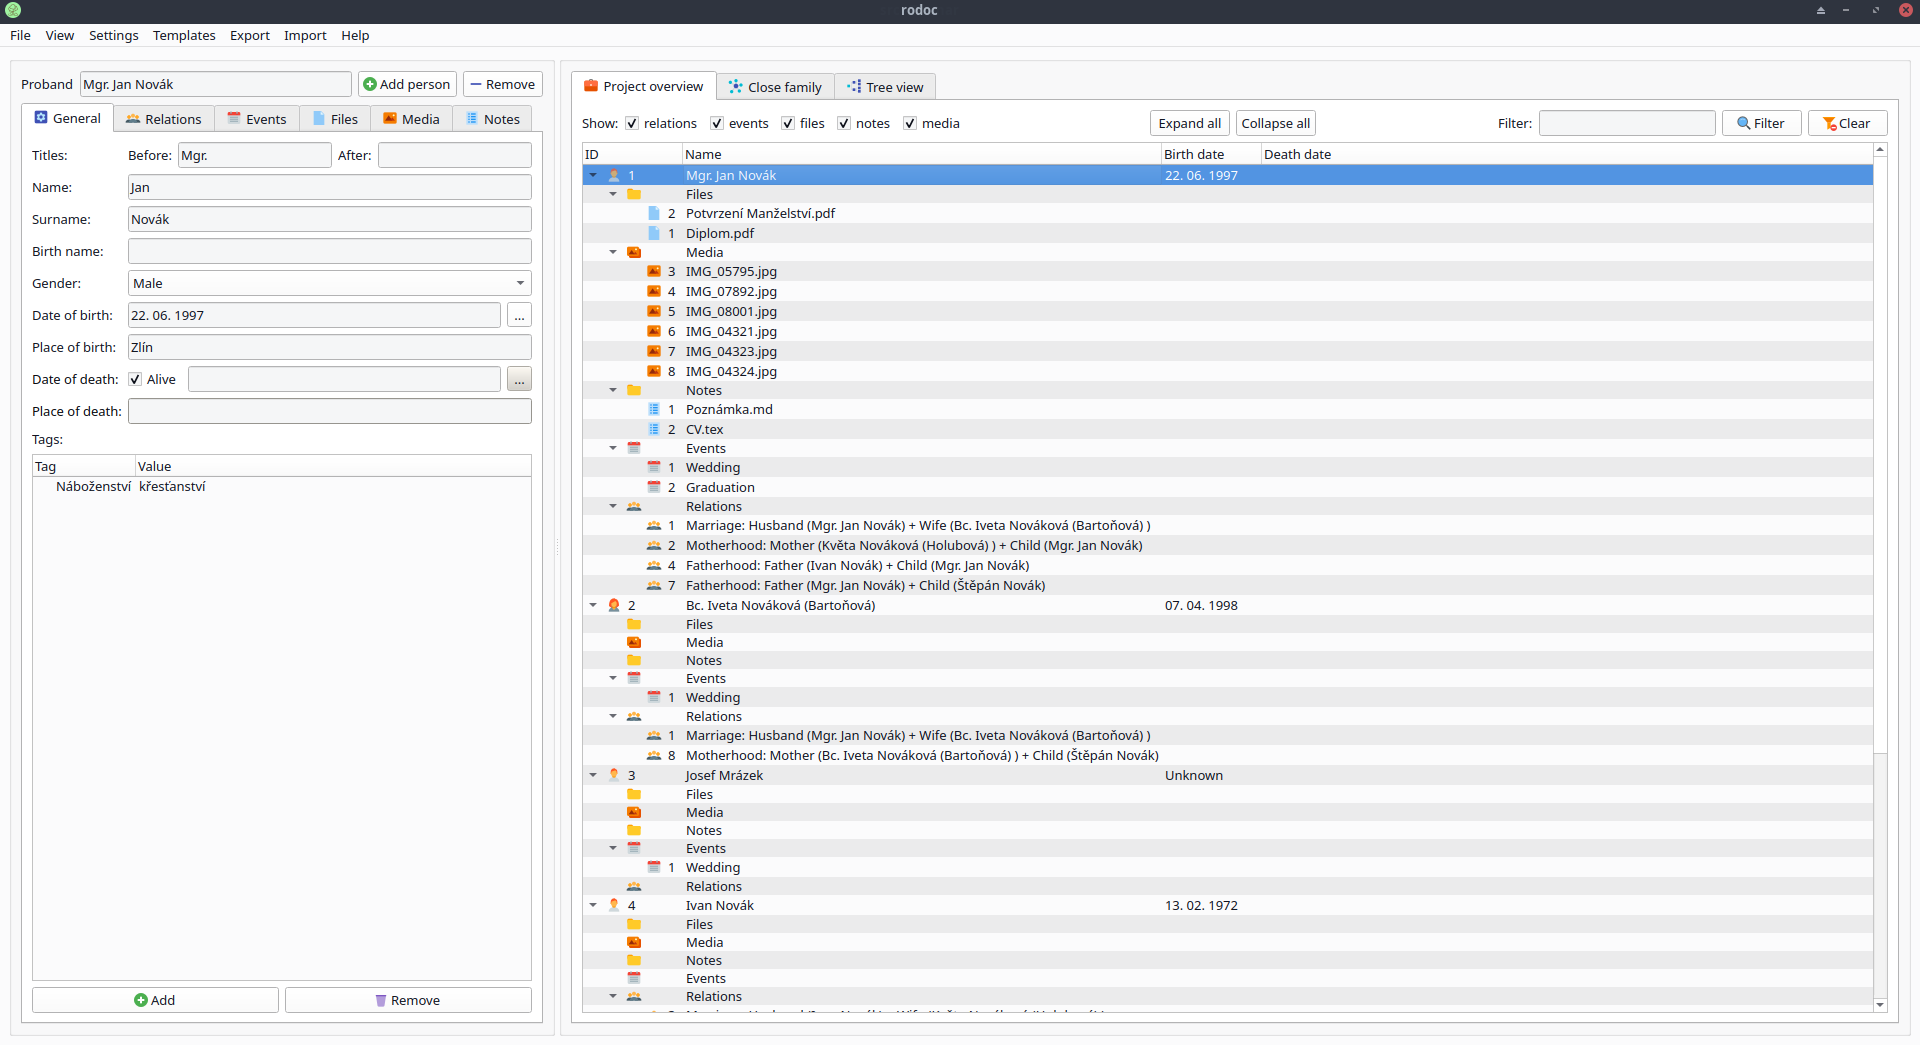 rodoc
File View Settings Templates Export Import Help
Proband Mgr. Jan Novák Add person Remove
General Relations Events Files Media Notes
Titles: Before: Mgr. After:
Name: Jan
Surname: Novák
Birth name:
Gender: Male
Date of birth: 22. 06. 1997 ...
Place of birth: Zlín
Date of death: Alive ...
Place of death:
Tags:
Tag Value
Náboženství křesťanství
Add Remove
Project overview Close family Tree view
Show: relations events files notes media Expand all Collapse all Filter: Filter Clear
ID Name Birth date Death date
1 Mgr. Jan Novák 22. 06. 1997
Files
2 Potvrzení Manželství.pdf
1 Diplom.pdf
Media
3 IMG_05795.jpg
4 IMG_07892.jpg
5 IMG_08001.jpg
6 IMG_04321.jpg
7 IMG_04323.jpg
8 IMG_04324.jpg
Notes
1 Poznámka.md
2 CV.tex
Events
1 Wedding
2 Graduation
Relations
1 Marriage: Husband (Mgr. Jan Novák) + Wife (Bc. Iveta Nováková (Bartoňová) )
2 Motherhood: Mother (Květa Nováková (Holubová) ) + Child (Mgr. Jan Novák)
4 Fatherhood: Father (Ivan Novák) + Child (Mgr. Jan Novák)
7 Fatherhood: Father (Mgr. Jan Novák) + Child (Štěpán Novák)
2 Bc. Iveta Nováková (Bartoňová) 07. 04. 1998
Files
Media
Notes
Events
1 Wedding
Relations
1 Marriage: Husband (Mgr. Jan Novák) + Wife (Bc. Iveta Nováková (Bartoňová) )
8 Motherhood: Mother (Bc. Iveta Nováková (Bartoňová) ) + Child (Štěpán Novák)
3 Josef Mrázek Unknown
Files
Media
Notes
Events
1 Wedding
Relations
4 Ivan Novák 13. 02. 1972
Files
Media
Notes
Events
Relations